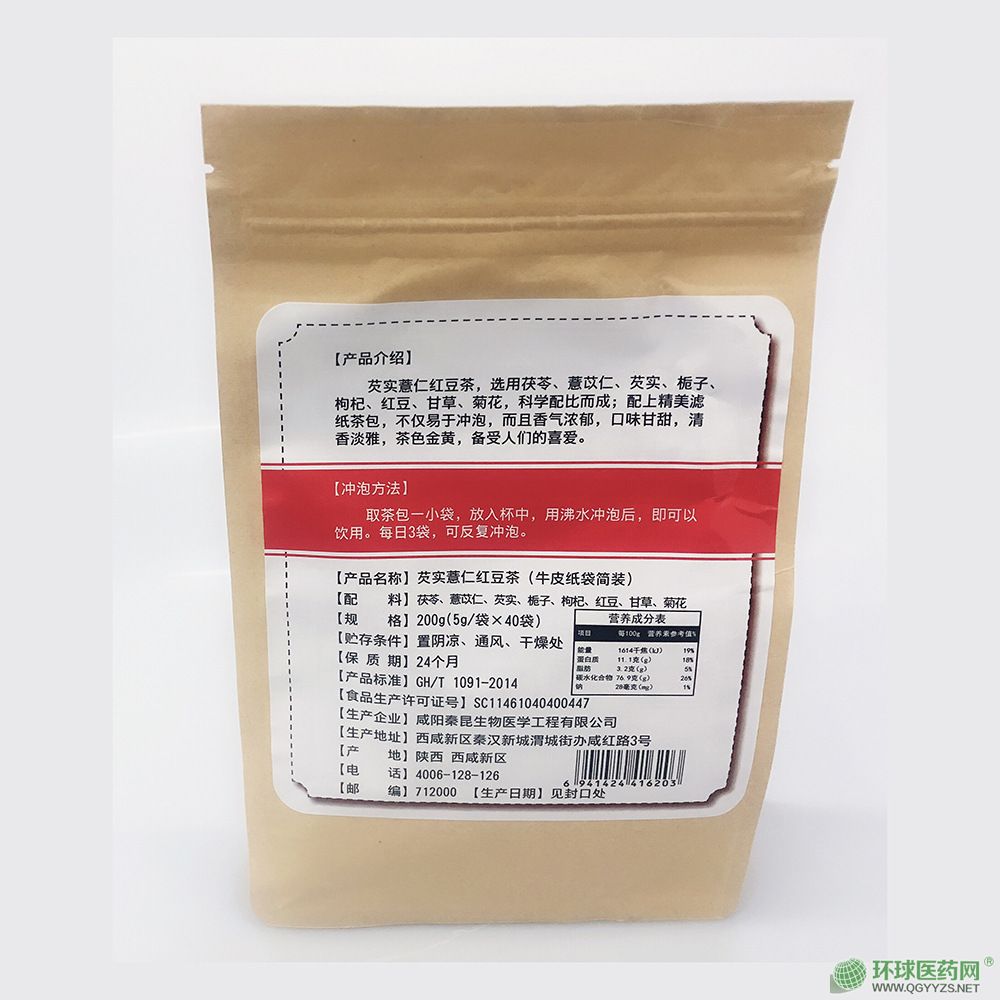 【产品介绍】
芡实薏仁红豆茶，选用茯苓、薏苡仁、芡实、栀子、
枸杞、红豆、甘草、菊花，科学配比而成；配上精美滤
纸茶包，不仅易于冲泡，而且香气浓郁，口味甘甜，清
香淡雅，茶色金黄，备受人们的喜爱。
【冲泡方法】
取茶包一小袋，放入杯中，用沸水冲泡后，即可以
饮用。每日3袋，可反复冲泡。
【产品名称】芡实薏仁红豆茶（牛皮纸袋简装）
【配 料】茯苓、薏苡仁、芡实、栀子、枸杞、红豆、甘草、菊花
【规 格】200g(5g/袋×40袋)
【贮存条件】置阴凉、通风、干燥处
【保 质 期】24个月
【产品标准】GH/T 1091-2014
【食品生产许可证号】SC11461040400447
【生产企业】咸阳秦昆生物医学工程有限公司
【生产地址】西咸新区秦汉新城渭城街办咸红路3号
【产 地】陕西 西咸新区
【电 话】4006-128-126
【邮 编】712000 【生产日期】见封口处
营养成分表
项目 每100g 营养素参考值%
能量 1614千焦(kJ) 19%
蛋白质 11.1克(g) 18%
脂肪 3.2克(g) 5%
碳水化合物 76.9克(g) 26%
钠 28毫克(mg) 1%
6 941424 416203
环球医药网®
WWW.QGYYZS.NET